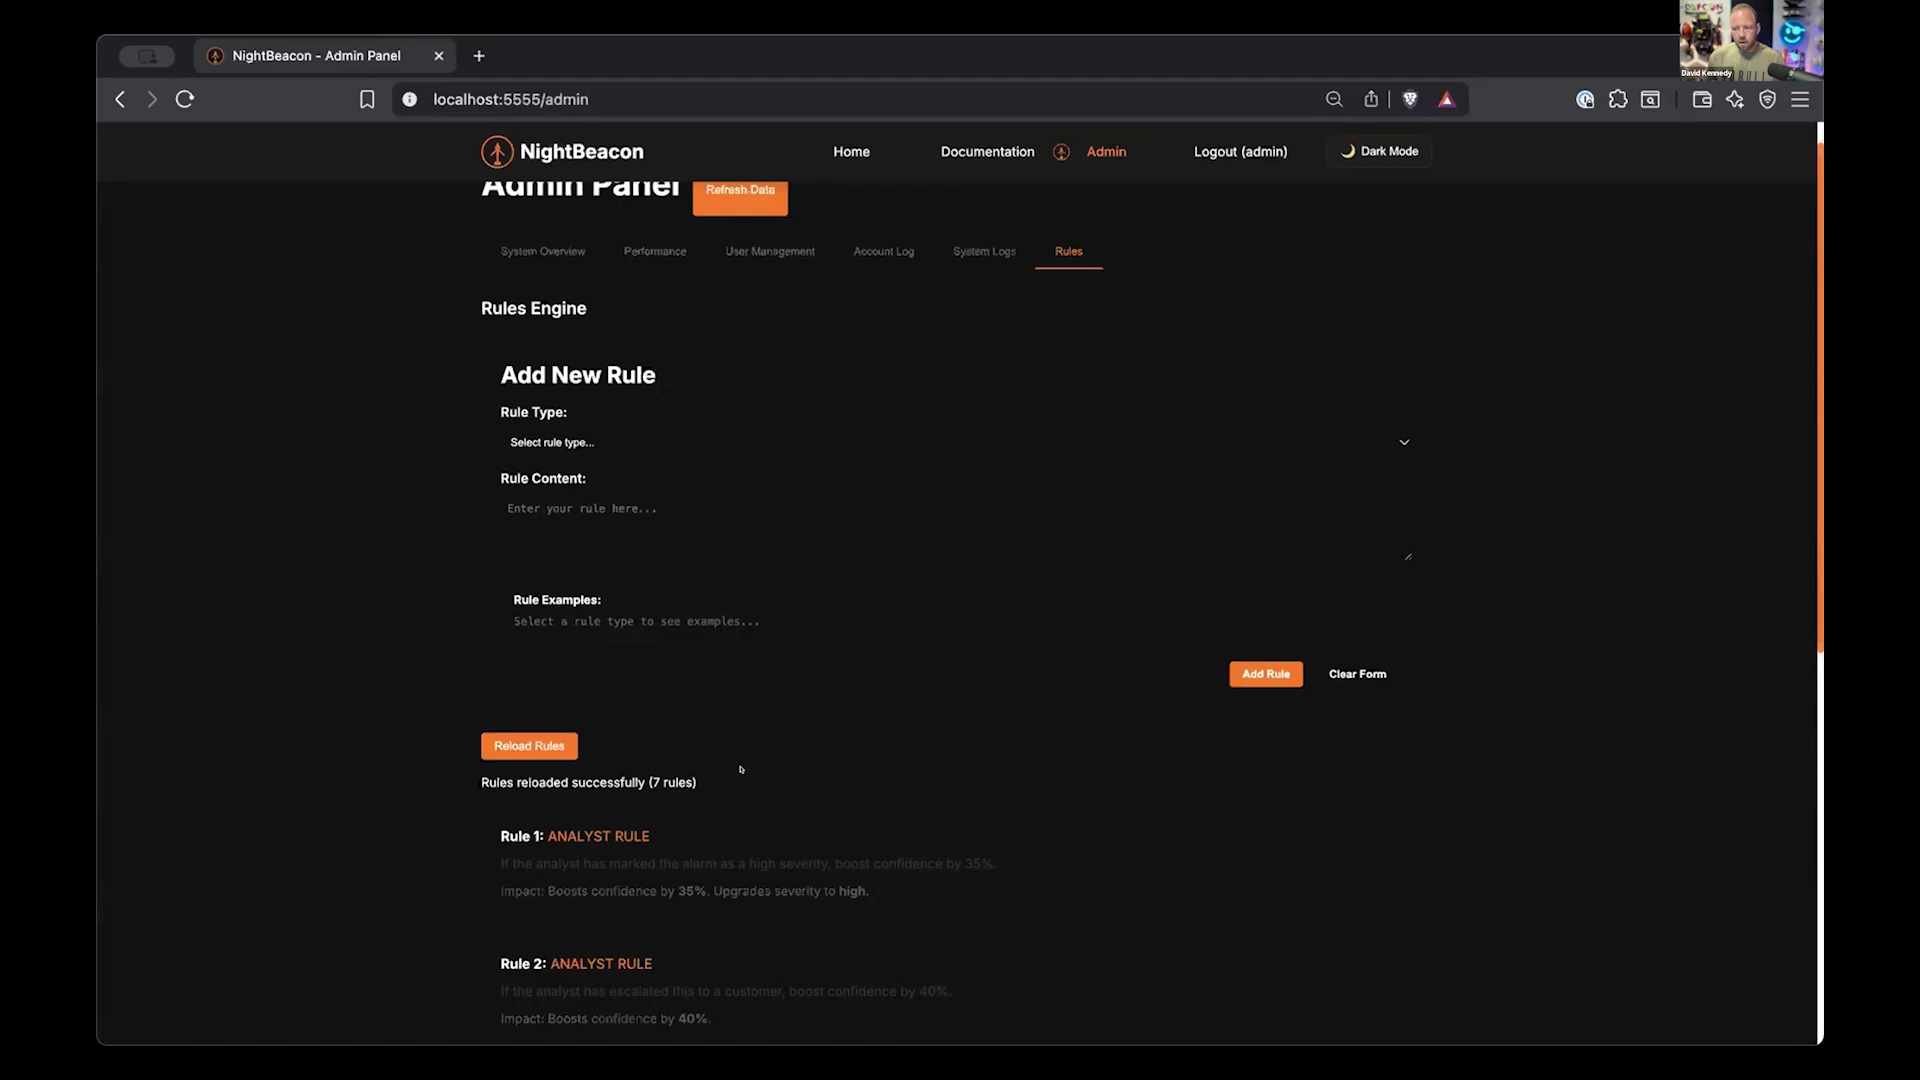 NightBeacon - Admin Panel
localhost:5555/admin
David Kennedy
NightBeacon
Home
Documentation
Admin
Logout (admin)
Dark Mode
Admin Panel
Refresh Data
System Overview
Performance
User Management
Account Log
System Logs
Rules
Rules Engine
Add New Rule
Rule Type:
Select rule type...
Rule Content:
Enter your rule here...
Rule Examples:
Select a rule type to see examples...
Add Rule
Clear Form
Reload Rules
Rules reloaded successfully (7 rules)
Rule 1: ANALYST RULE
If the analyst has marked the alarm as a high severity, boost confidence by 35%.
Impact: Boosts confidence by 35%. Upgrades severity to high.
Rule 2: ANALYST RULE
If the analyst has escalated this to a customer, boost confidence by 40%.
Impact: Boosts confidence by 40%.